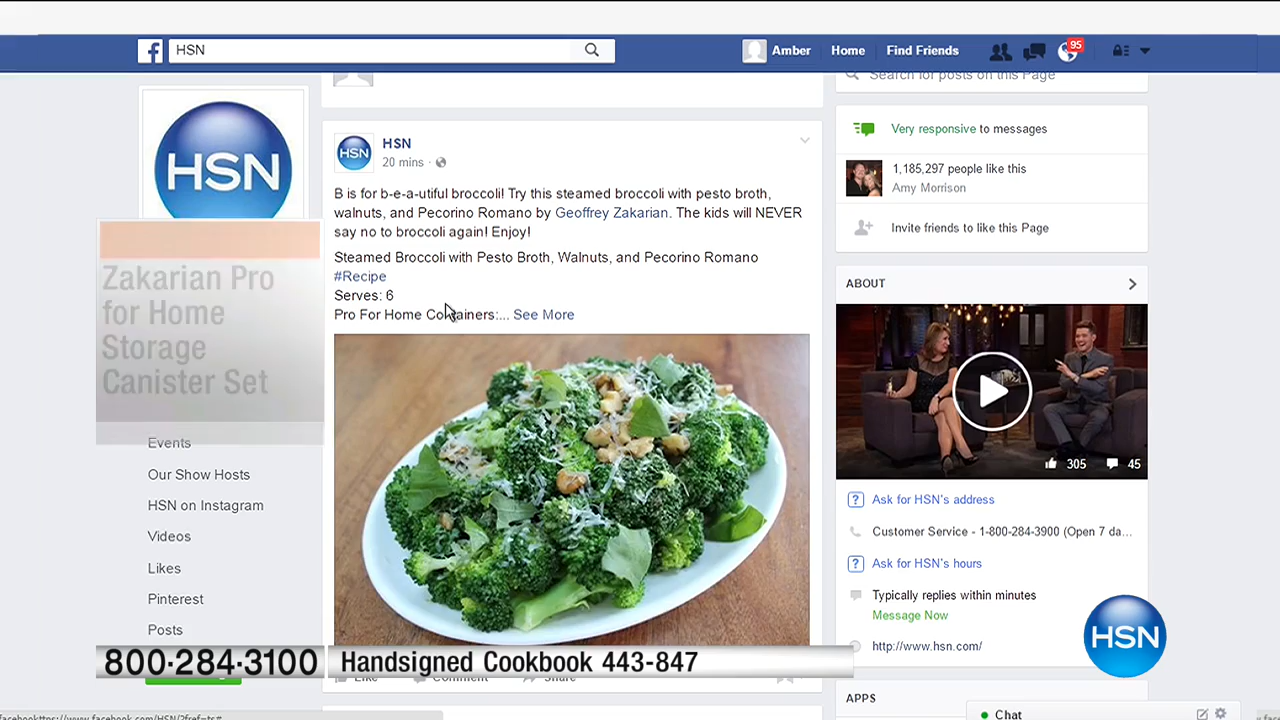 HSN
Amber
Home
Find Friends
95
Search for posts on this Page
HSN
HSN
HSN
20 mins
B is for b-e-a-utiful broccoli! Try this steamed broccoli with pesto broth,
walnuts, and Pecorino Romano by Geoffrey Zakarian. The kids will NEVER
say no to broccoli again! Enjoy!
Steamed Broccoli with Pesto Broth, Walnuts, and Pecorino Romano
#Recipe
Serves: 6
Pro For Home Containers:... See More
Zakarian Pro
for Home
Storage
Canister Set
Events
Our Show Hosts
HSN on Instagram
Videos
Likes
Pinterest
Posts
Very responsive to messages
1,185,297 people like this
Amy Morrison
Invite friends to like this Page
ABOUT
305
45
Ask for HSN's address
Customer Service - 1-800-284-3900 (Open 7 da...
Ask for HSN's hours
Typically replies within minutes
Message Now
http://www.hsn.com/
HSN
800-284-3100
Handsigned Cookbook 443-847
Like
Comment
Share
APPS
Chat